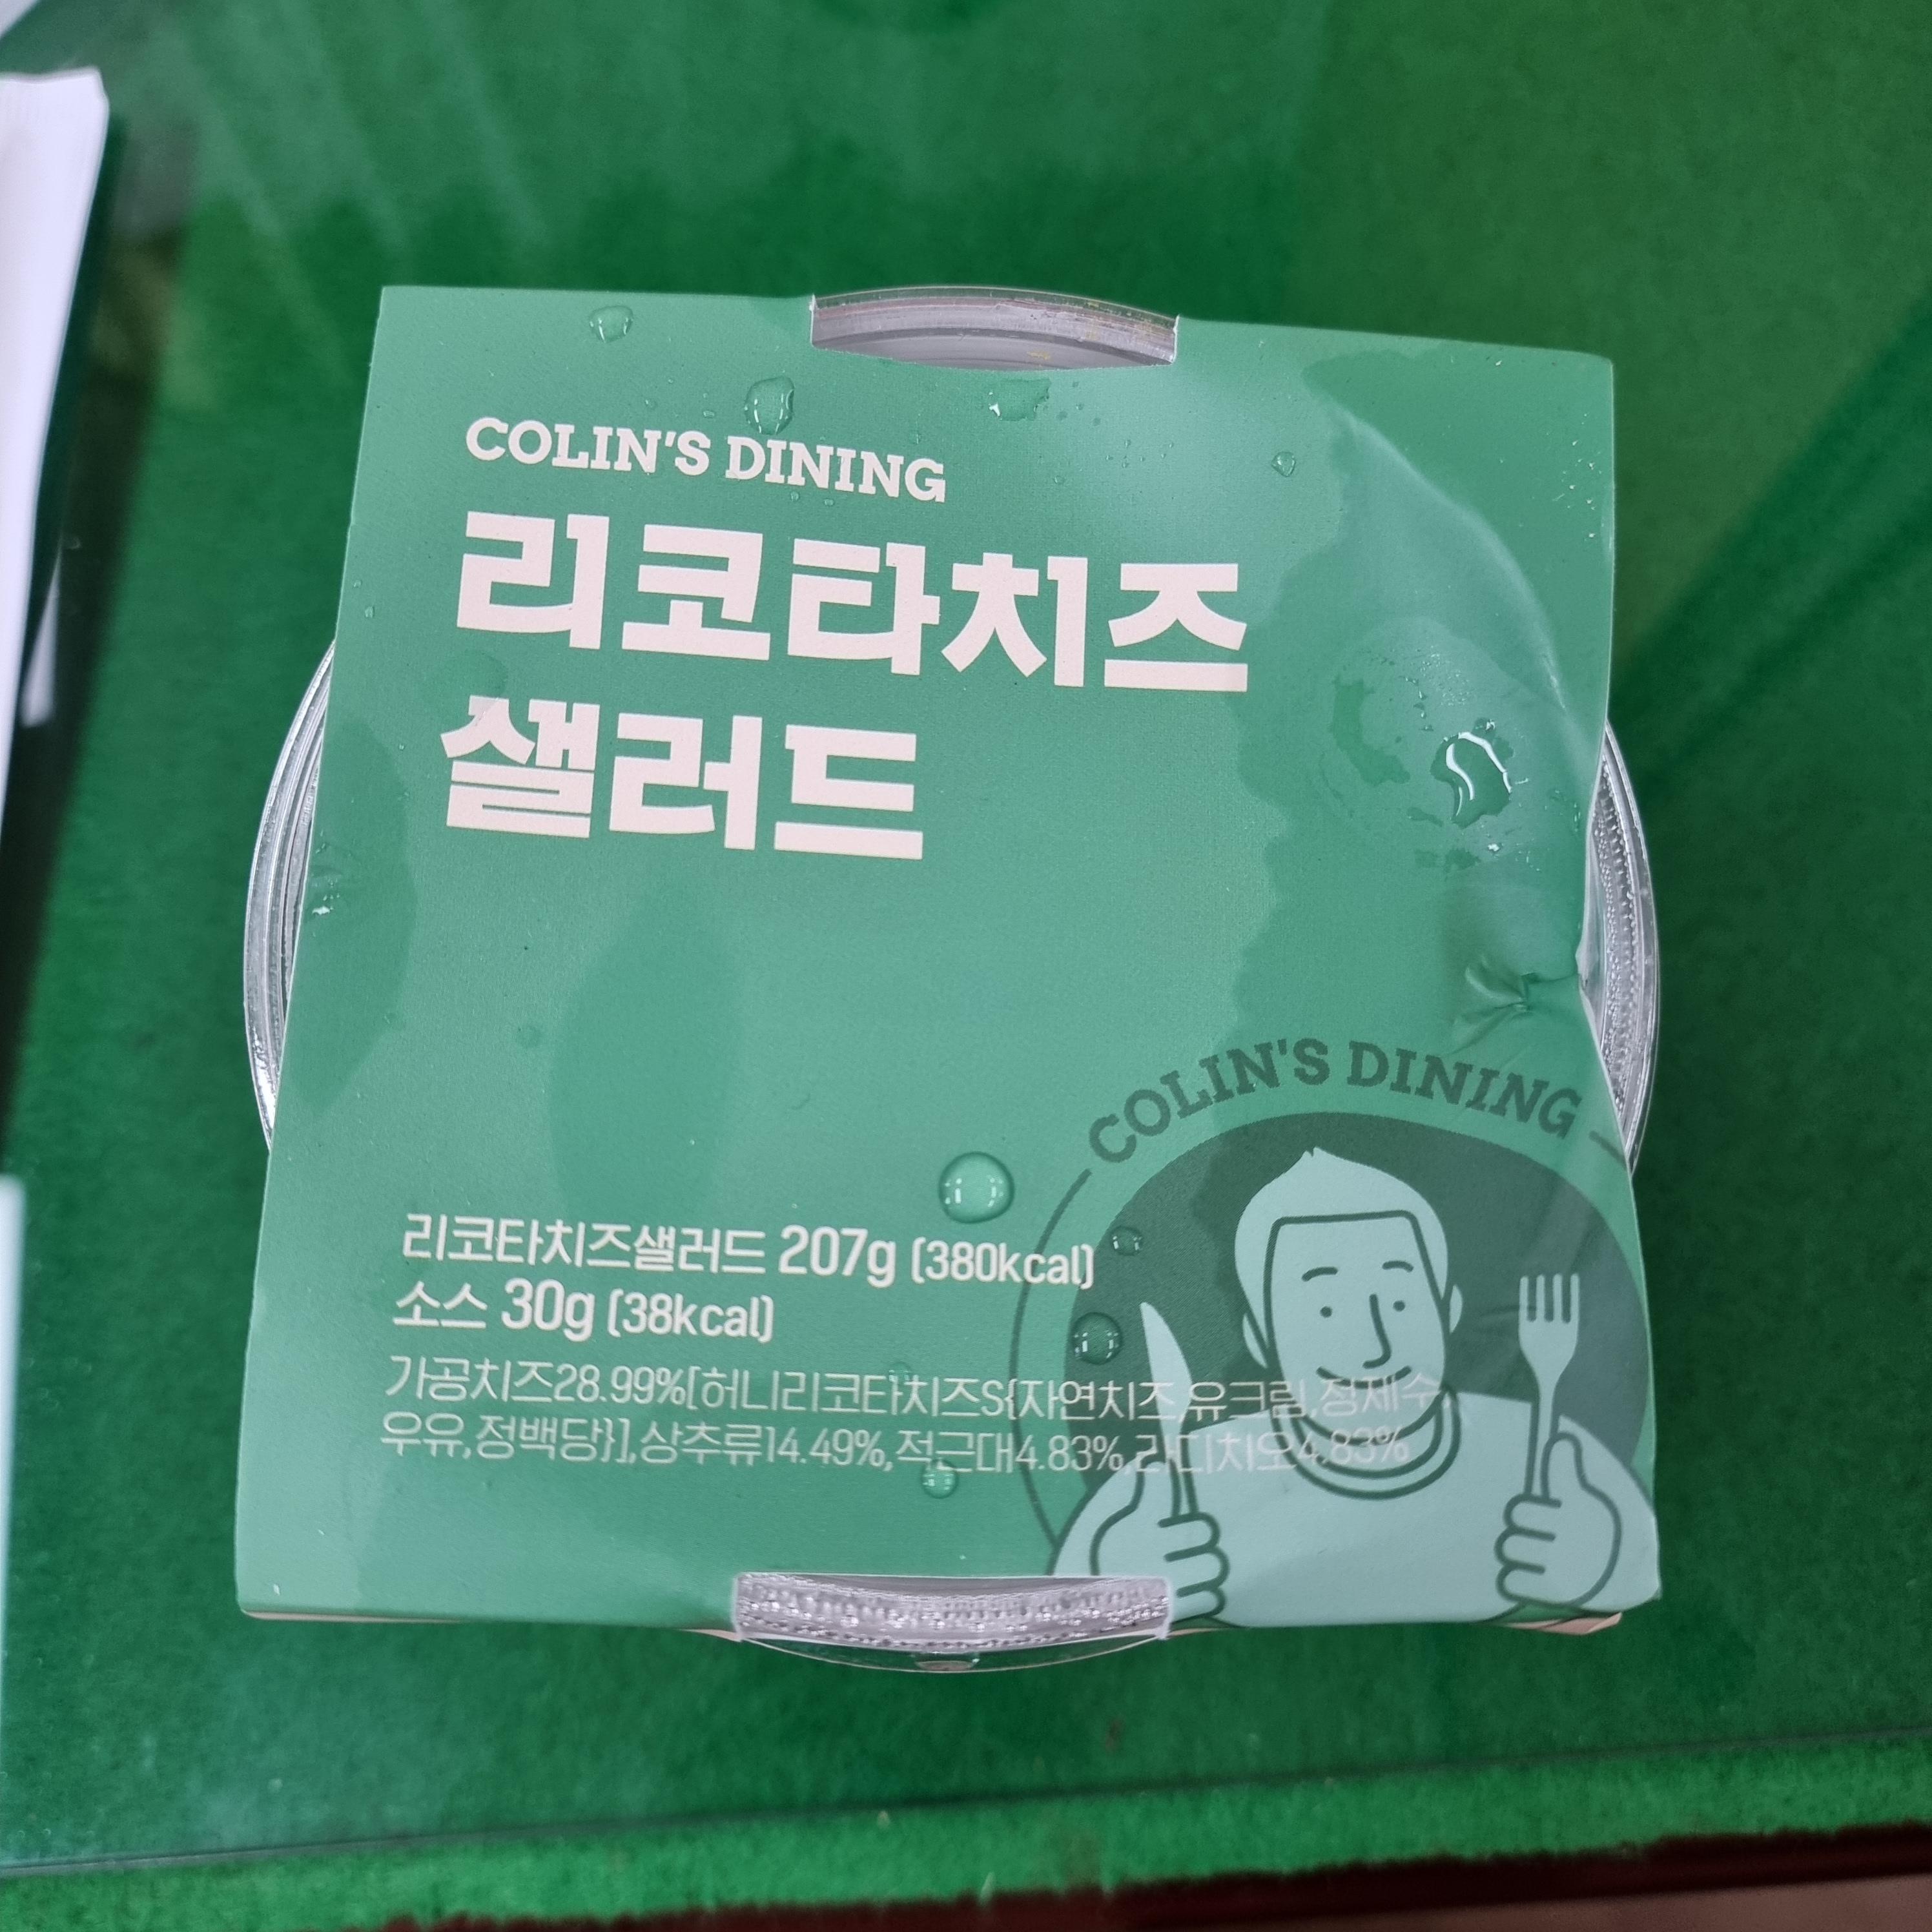 COLIN'S DINING
리코타치즈
샐러드
COLIN'S DINING
리코타치즈샐러드 207g (380kcal)
소스 30g (38kcal)
가공치즈28.99%[허니리코타치즈S{자연치즈,유크림,정제수,
우유,정백당}],상추류14.49%,적근대4.83%,라디치오4.83%